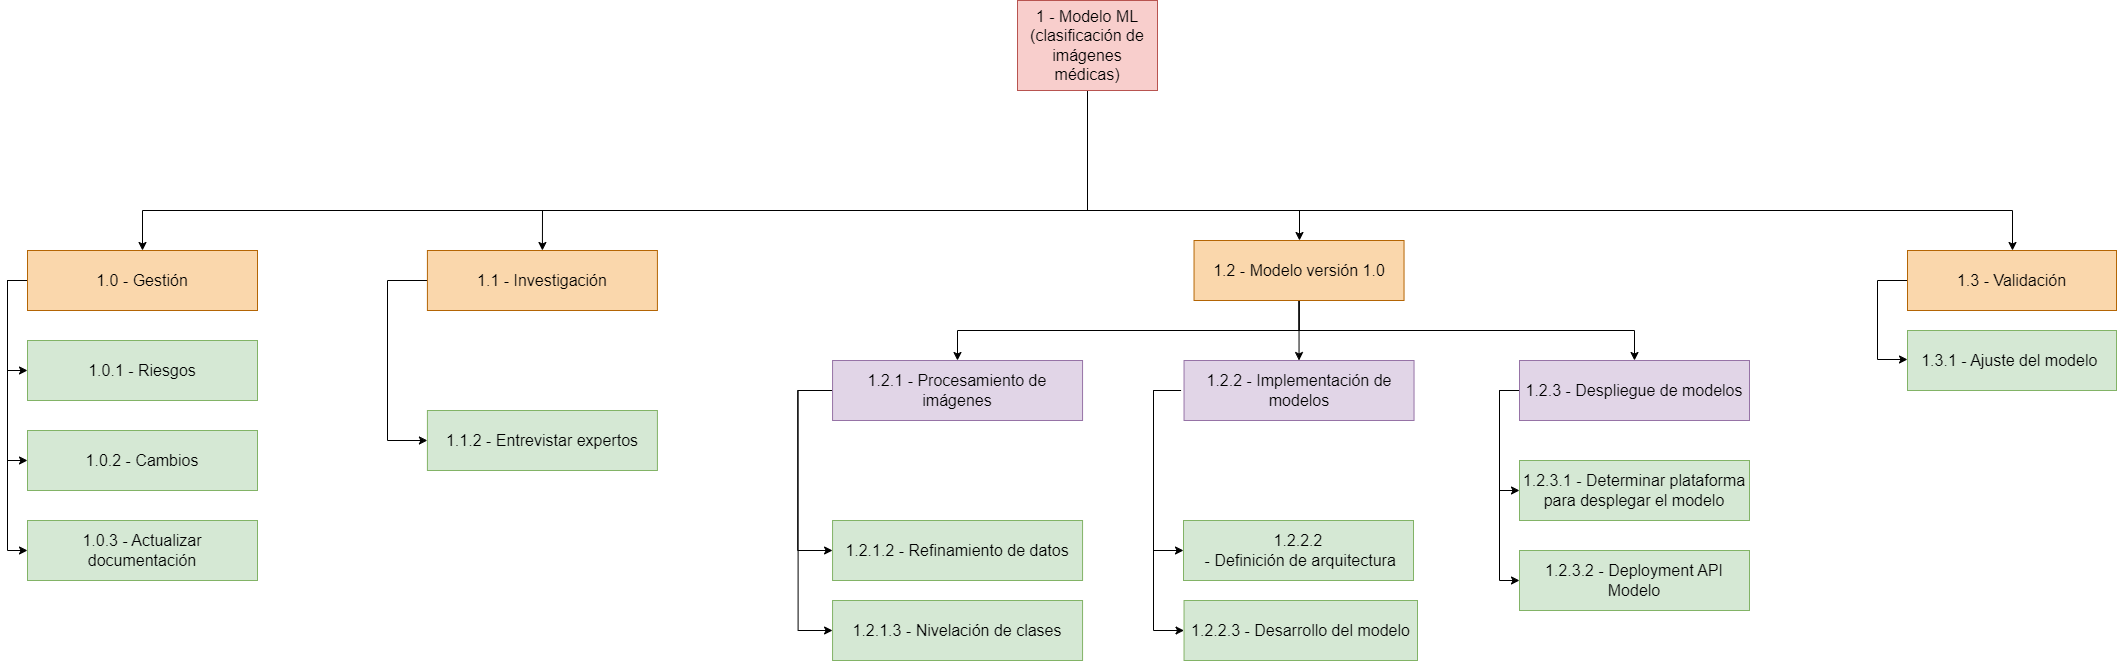 1 - Modelo ML
(clasificación de
imágenes
médicas)
1.0 - Gestión
1.0.1 - Riesgos
1.0.2 - Cambios
1.0.3 - Actualizar
documentación
1.1 - Investigación
1.1.2 - Entrevistar expertos
1.2 - Modelo versión 1.0
1.2.1 - Procesamiento de
imágenes
1.2.1.2 - Refinamiento de datos
1.2.1.3 - Nivelación de clases
1.2.2 - Implementación de
modelos
1.2.2.2
- Definición de arquitectura
1.2.2.3 - Desarrollo del modelo
1.2.3 - Despliegue de modelos
1.2.3.1 - Determinar plataforma
para desplegar el modelo
1.2.3.2 - Deployment API
Modelo
1.3 - Validación
1.3.1 - Ajuste del modelo